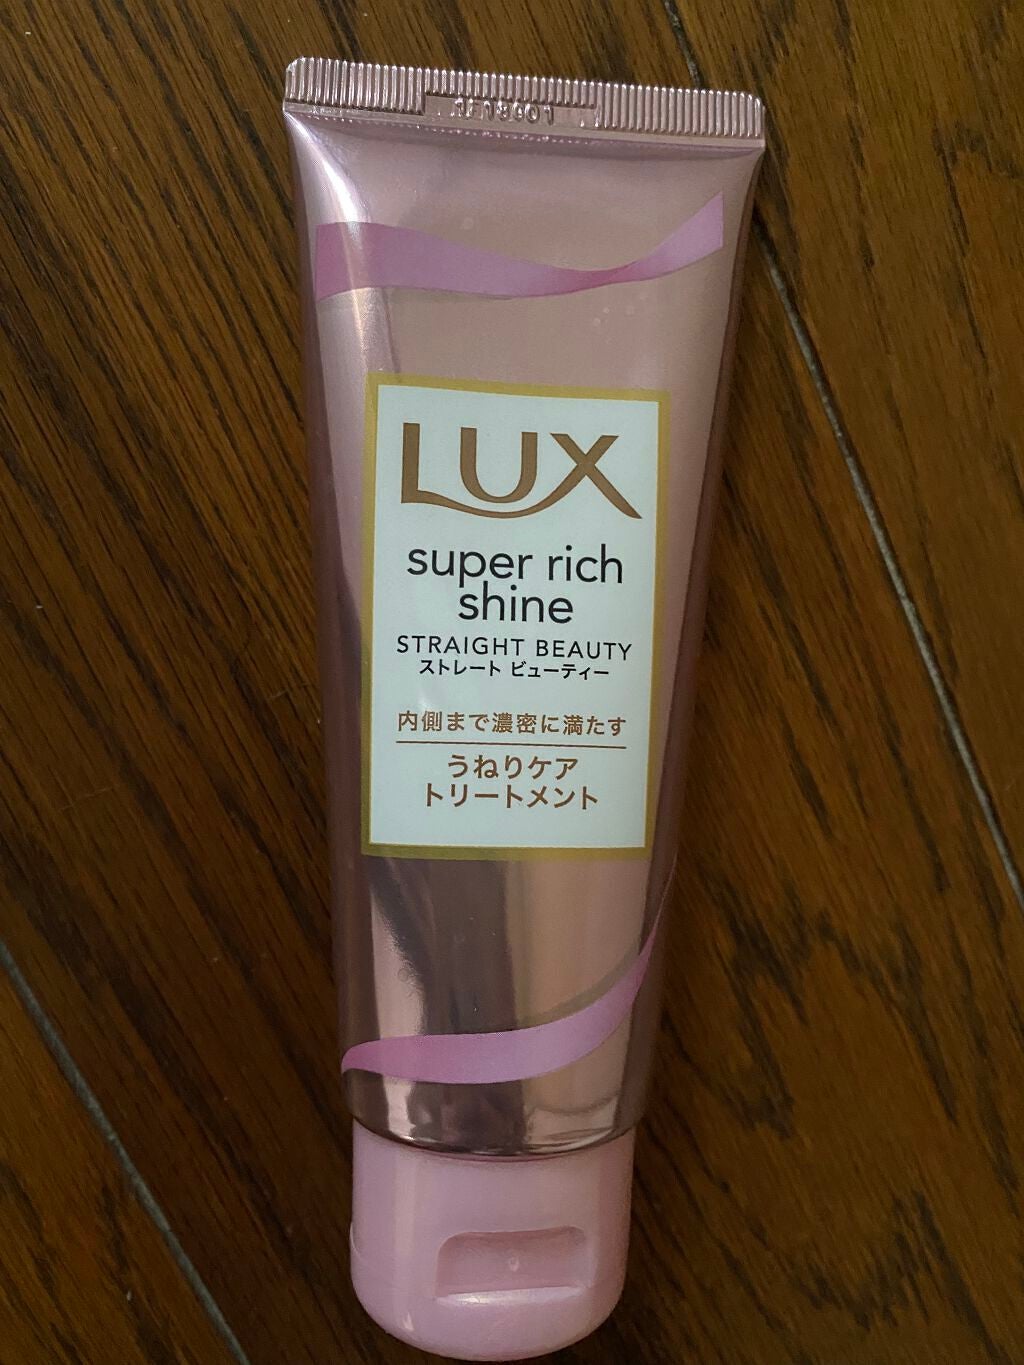 LUX
super rich
shine
STRAIGHT BEAUTY
ストレート ビューティー
内側まで濃密に満たす
うねりケア
トリートメント